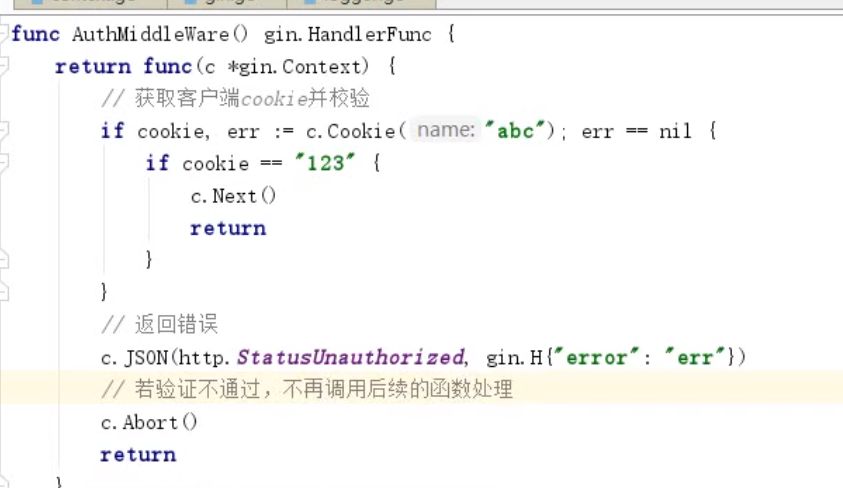 func AuthMiddleWare() gin.HandlerFunc {
    return func(c *gin.Context) {
        // 获取客户端cookie并校验
        if cookie, err := c.Cookie( name: "abc"); err == nil {
            if cookie == "123" {
                c.Next()
                return
            }
        }
        // 返回错误
        c.JSON(http.StatusUnauthorized, gin.H{"error": "err"})
        // 若验证不通过，不再调用后续的函数处理
        c.Abort()
        return
    }